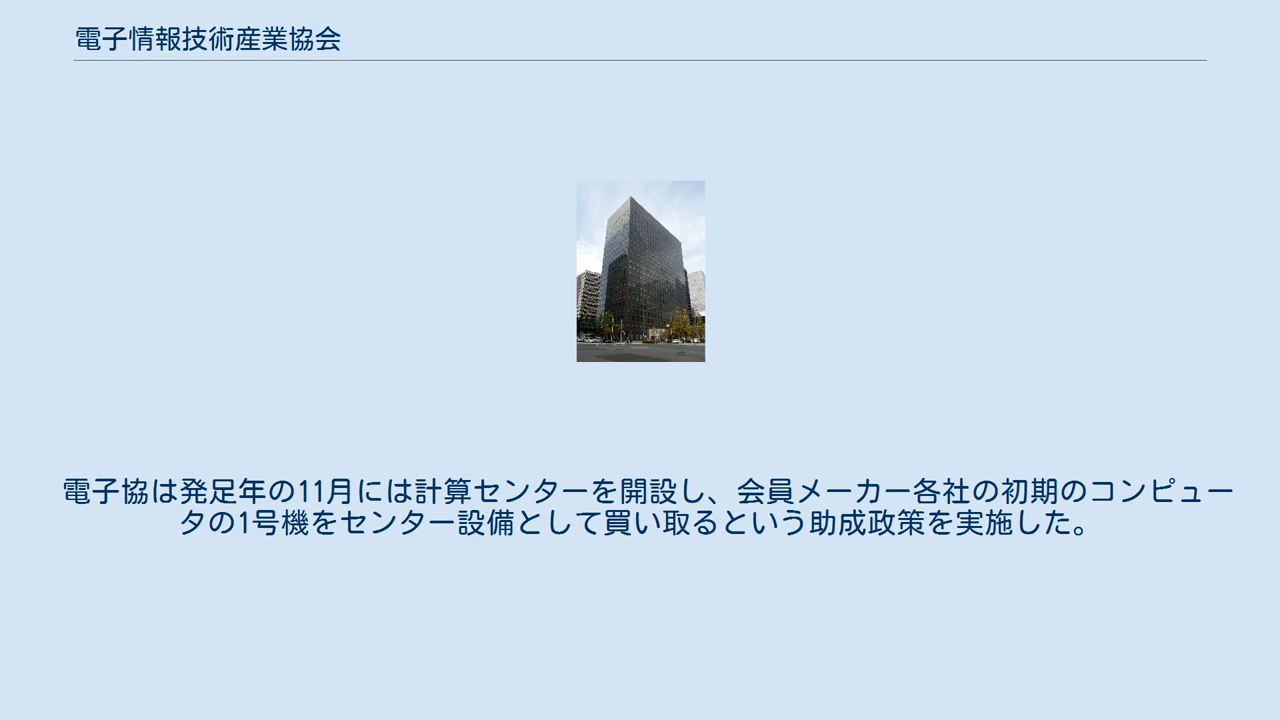 電子情報技術産業協会
電子協は発足年の11月には計算センターを開設し、会員メーカー各社の初期のコンピュー
タの1号機をセンター設備として買い取るという助成政策を実施した。